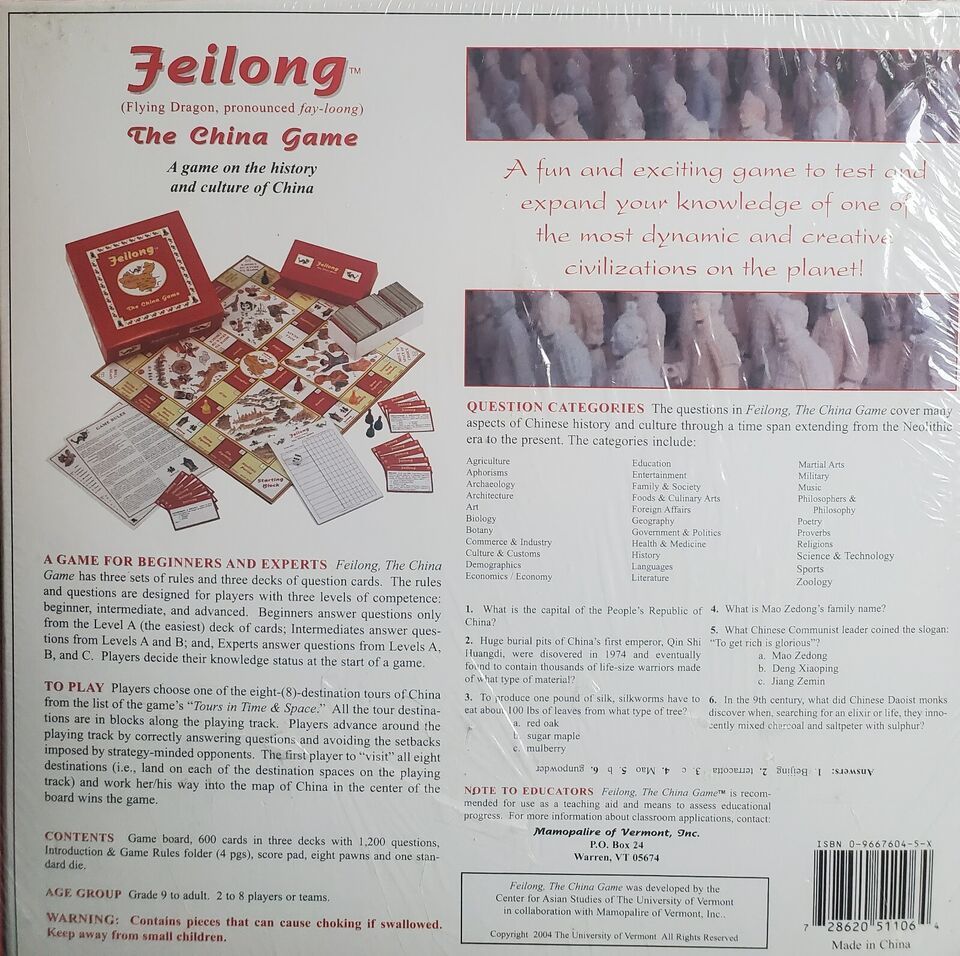 Feilong™
(Flying Dragon, pronounced fay-loong)
The China Game
A game on the history
and culture of China
Feilong
The China Game
Feilong
GAME RULES
Feilong
Starting
Block
A GAME FOR BEGINNERS AND EXPERTS Feilong, The China
Game has three sets of rules and three decks of question cards. The rules
and questions are designed for players with three levels of competence:
beginner, intermediate, and advanced. Beginners answer questions only
from the Level A (the easiest) deck of cards; Intermediates answer ques-
tions from Levels A and B; and, Experts answer questions from Levels A,
B, and C. Players decide their knowledge status at the start of a game.
TO PLAY Players choose one of the eight-(8)-destination tours of China
from the list of the game's "Tours in Time & Space." All the tour destina-
tions are in blocks along the playing track. Players advance around the
playing track by correctly answering questions and avoiding the setbacks
imposed by strategy-minded opponents. The first player to "visit" all eight
destinations (i.e., land on each of the destination spaces on the playing
track) and work her/his way into the map of China in the center of the
board wins the game.
CONTENTS Game board, 600 cards in three decks with 1,200 questions,
Introduction & Game Rules folder (4 pgs), score pad, eight pawns and one stan-
dard die.
AGE GROUP Grade 9 to adult. 2 to 8 players or teams.
WARNING: Contains pieces that can cause choking if swallowed.
Keep away from small children.
A fun and exciting game to test and
expand your knowledge of one of
the most dynamic and creative
civilizations on the planet!
QUESTION CATEGORIES The questions in Feilong, The China Game cover many
aspects of Chinese history and culture through a time span extending from the Neolithic
era to the present. The categories include:
Agriculture
Aphorisms
Archaeology
Architecture
Art
Biology
Botany
Commerce & Industry
Culture & Customs
Demographics
Economics / Economy
Education
Entertainment
Family & Society
Foods & Culinary Arts
Foreign Affairs
Geography
Government & Politics
Health & Medicine
History
Languages
Literature
Martial Arts
Military
Music
Philosophers &
Philosophy
Poetry
Proverbs
Religions
Science & Technology
Sports
Zoology
1. What is the capital of the People's Republic of
China?
2. Huge burial pits of China's first emperor, Qin Shi
Huangdi, were discovered in 1974 and eventually
found to contain thousands of life-size warriors made
of what type of material?
3. To produce one pound of silk, silkworms have to
eat about 100 lbs of leaves from what type of tree?
a. red oak
b. sugar maple
c. mulberry
4. What is Mao Zedong's family name?
5. What Chinese Communist leader coined the slogan:
"To get rich is glorious"?
a. Mao Zedong
b. Deng Xiaoping
c. Jiang Zemin
6. In the 9th century, what did Chinese Daoist monks
discover when, searching for an elixir or life, they inno-
cently mixed charcoal and saltpeter with sulphur?
Answers: 1. Beijing 2. terracotta 3. c 4. Mao 5. b 6. gunpowder
NOTE TO EDUCATORS Feilong, The China Game™ is recom-
mended for use as a teaching aid and means to assess educational
progress. For more information about classroom applications, contact:
Mamopalire of Vermont, Inc.
P.O. Box 24
Warren, VT 05674
Feilong, The China Game was developed by the
Center for Asian Studies of The University of Vermont
in collaboration with Mamopalire of Vermont, Inc..
Copyright 2004 The University of Vermont All Rights Reserved
ISBN 0-9667604-5-X
7 28620 51106 4
Made in China